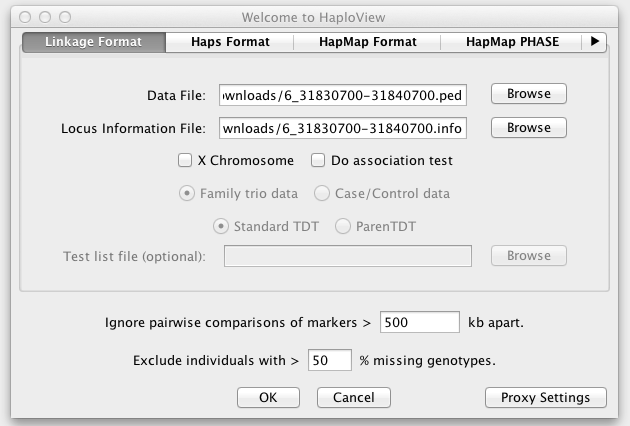 Welcome to HaploView
Linkage Format Haps Format HapMap Format HapMap PHASE
Data File: ownloads/6_31830700-31840700.ped Browse
Locus Information File: wnloads/6_31830700-31840700.info Browse
X Chromosome Do association test
Family trio data Case/Control data
Standard TDT ParenTDT
Test list file (optional): Browse
Ignore pairwise comparisons of markers > 500 kb apart.
Exclude individuals with > 50 % missing genotypes.
OK Cancel Proxy Settings